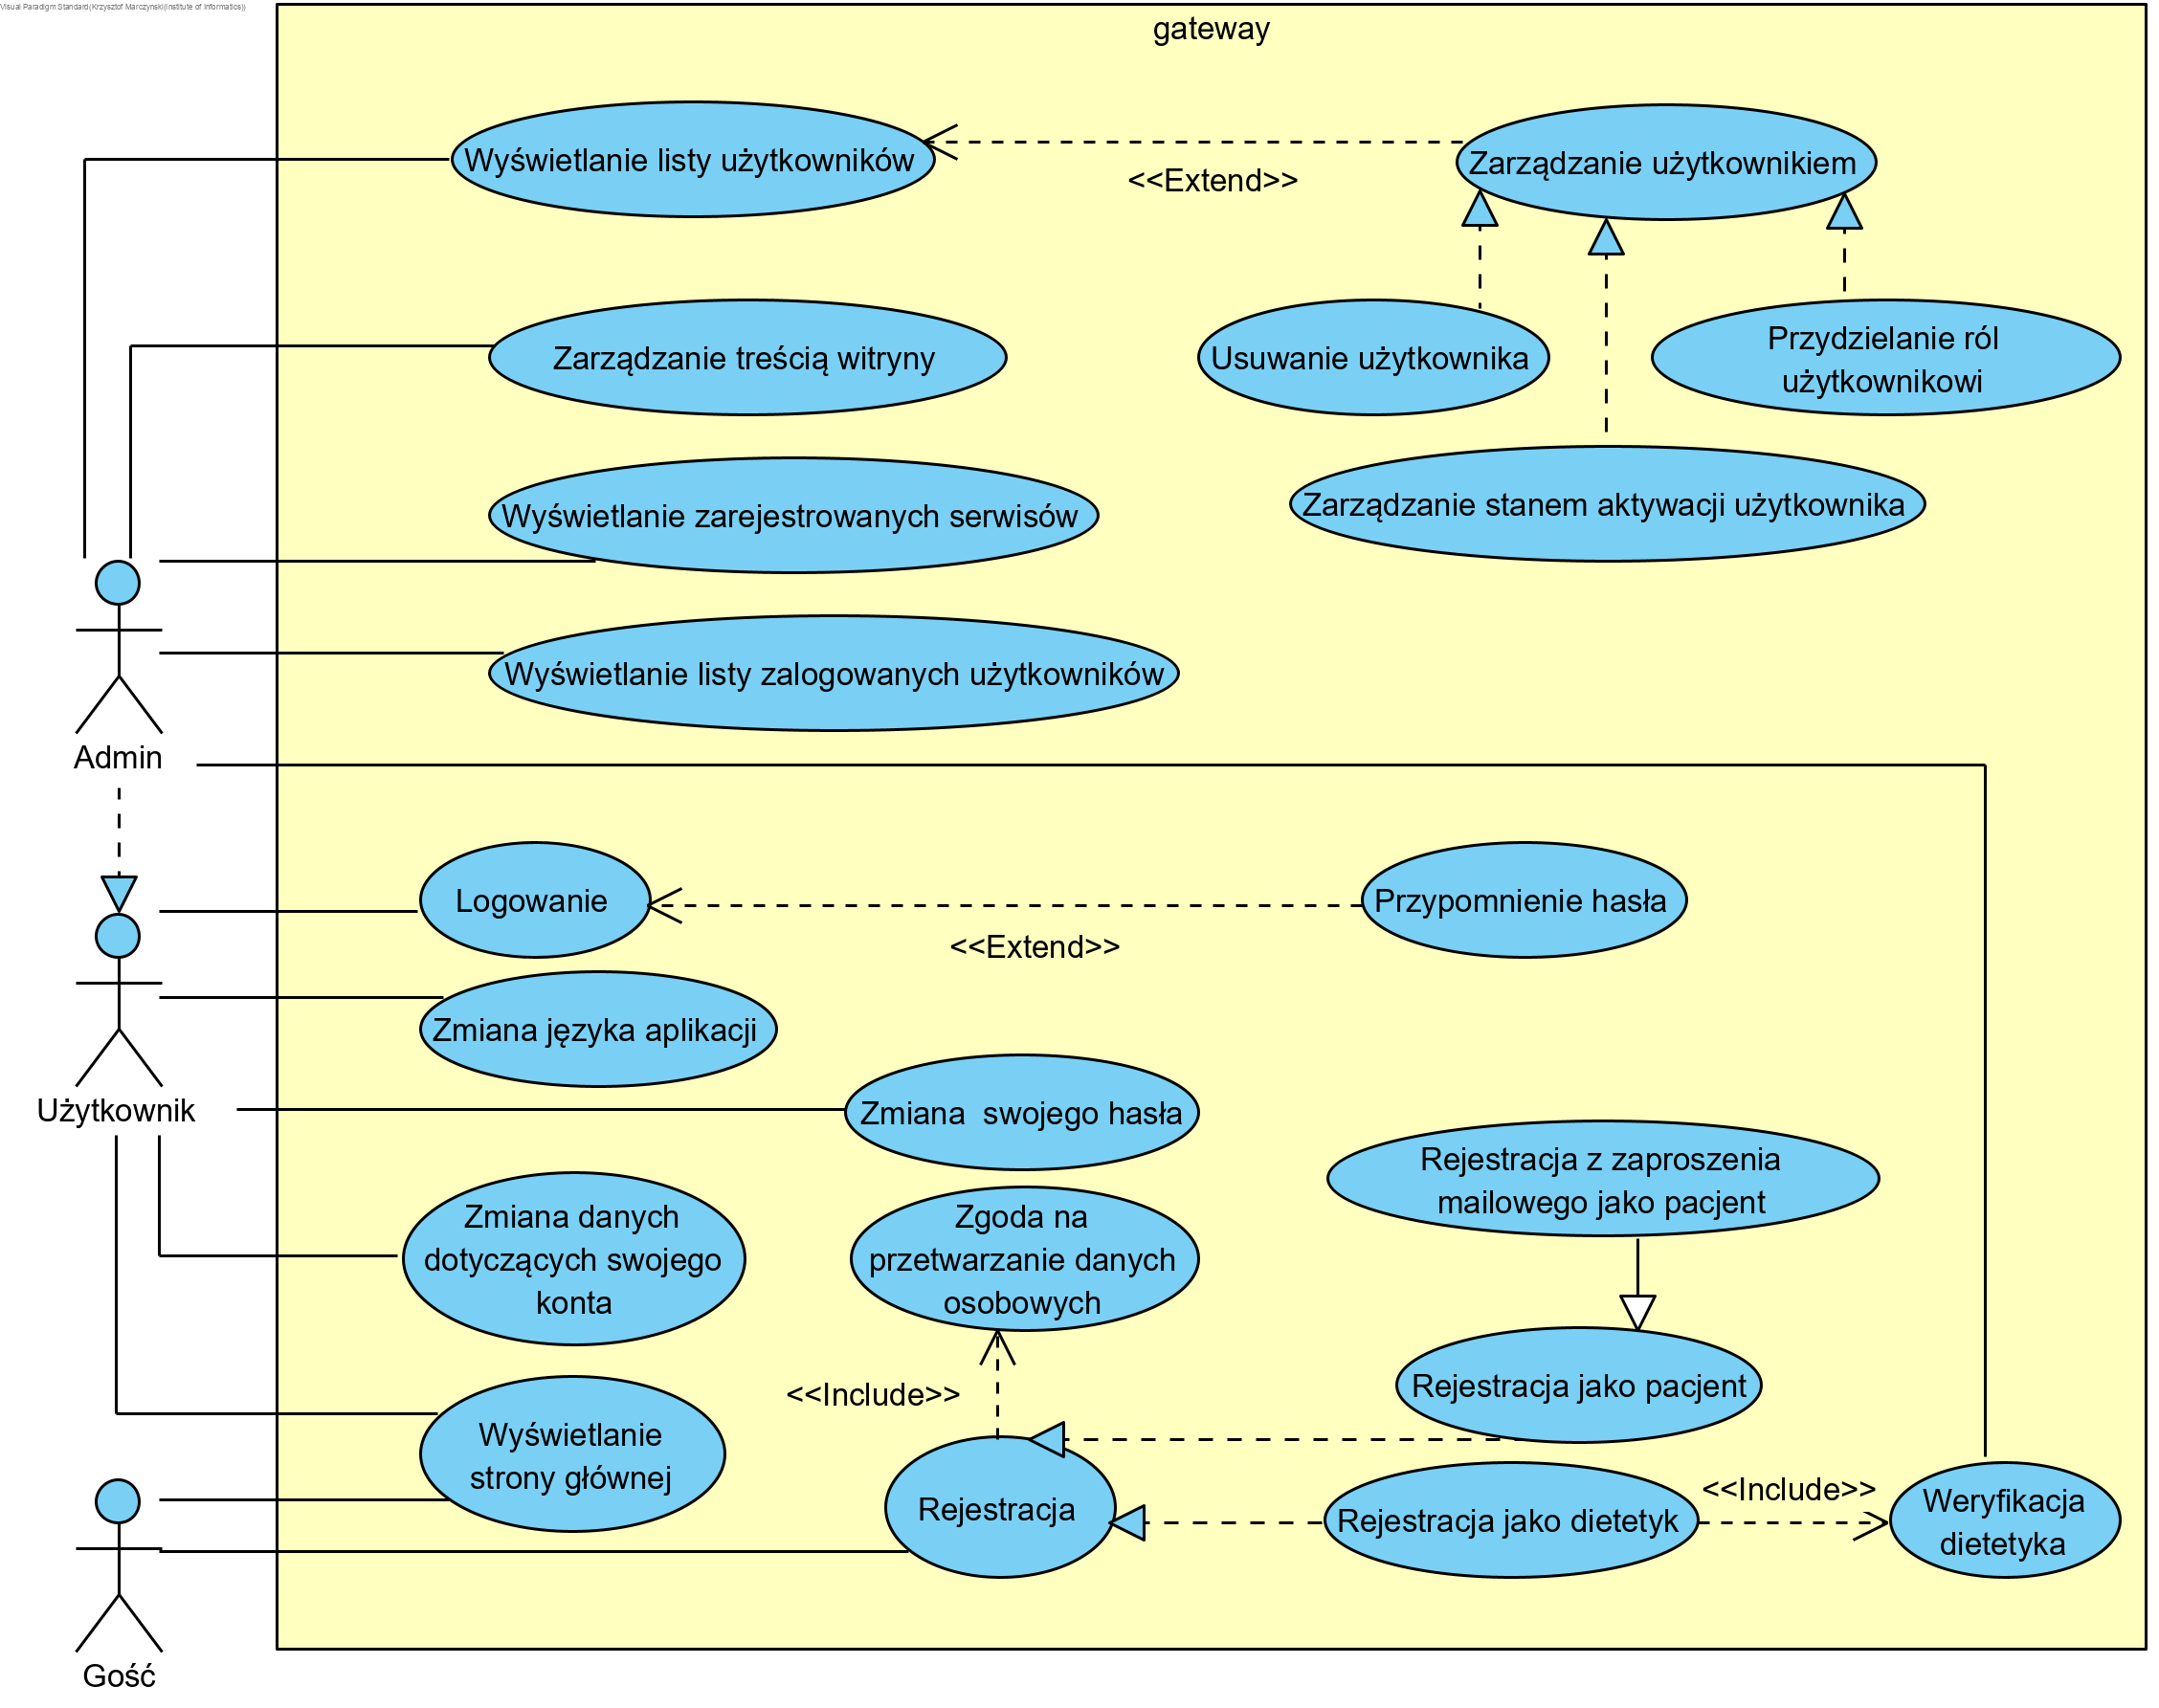 Visual Paradigm Standard(Krzysztof Marczynski(Institute of Informatics))
gateway
Wyświetlanie listy użytkowników
<<Extend>>
Zarządzanie użytkownikiem
Zarządzanie treścią witryny
Usuwanie użytkownika
Przydzielanie ról
użytkownikowi
Wyświetlanie zarejestrowanych serwisów
Zarządzanie stanem aktywacji użytkownika
Wyświetlanie listy zalogowanych użytkowników
Admin
Logowanie
<<Extend>>
Przypomnienie hasła
Zmiana języka aplikacji
Użytkownik
Zmiana  swojego hasła
Rejestracja z zaproszenia
mailowego jako pacjent
Zmiana danych
dotyczących swojego
konta
Zgoda na
przetwarzanie danych
osobowych
<<Include>>
Rejestracja jako pacjent
Wyświetlanie
strony głównej
Rejestracja
Rejestracja jako dietetyk
<<Include>>
Weryfikacja
dietetyka
Gość